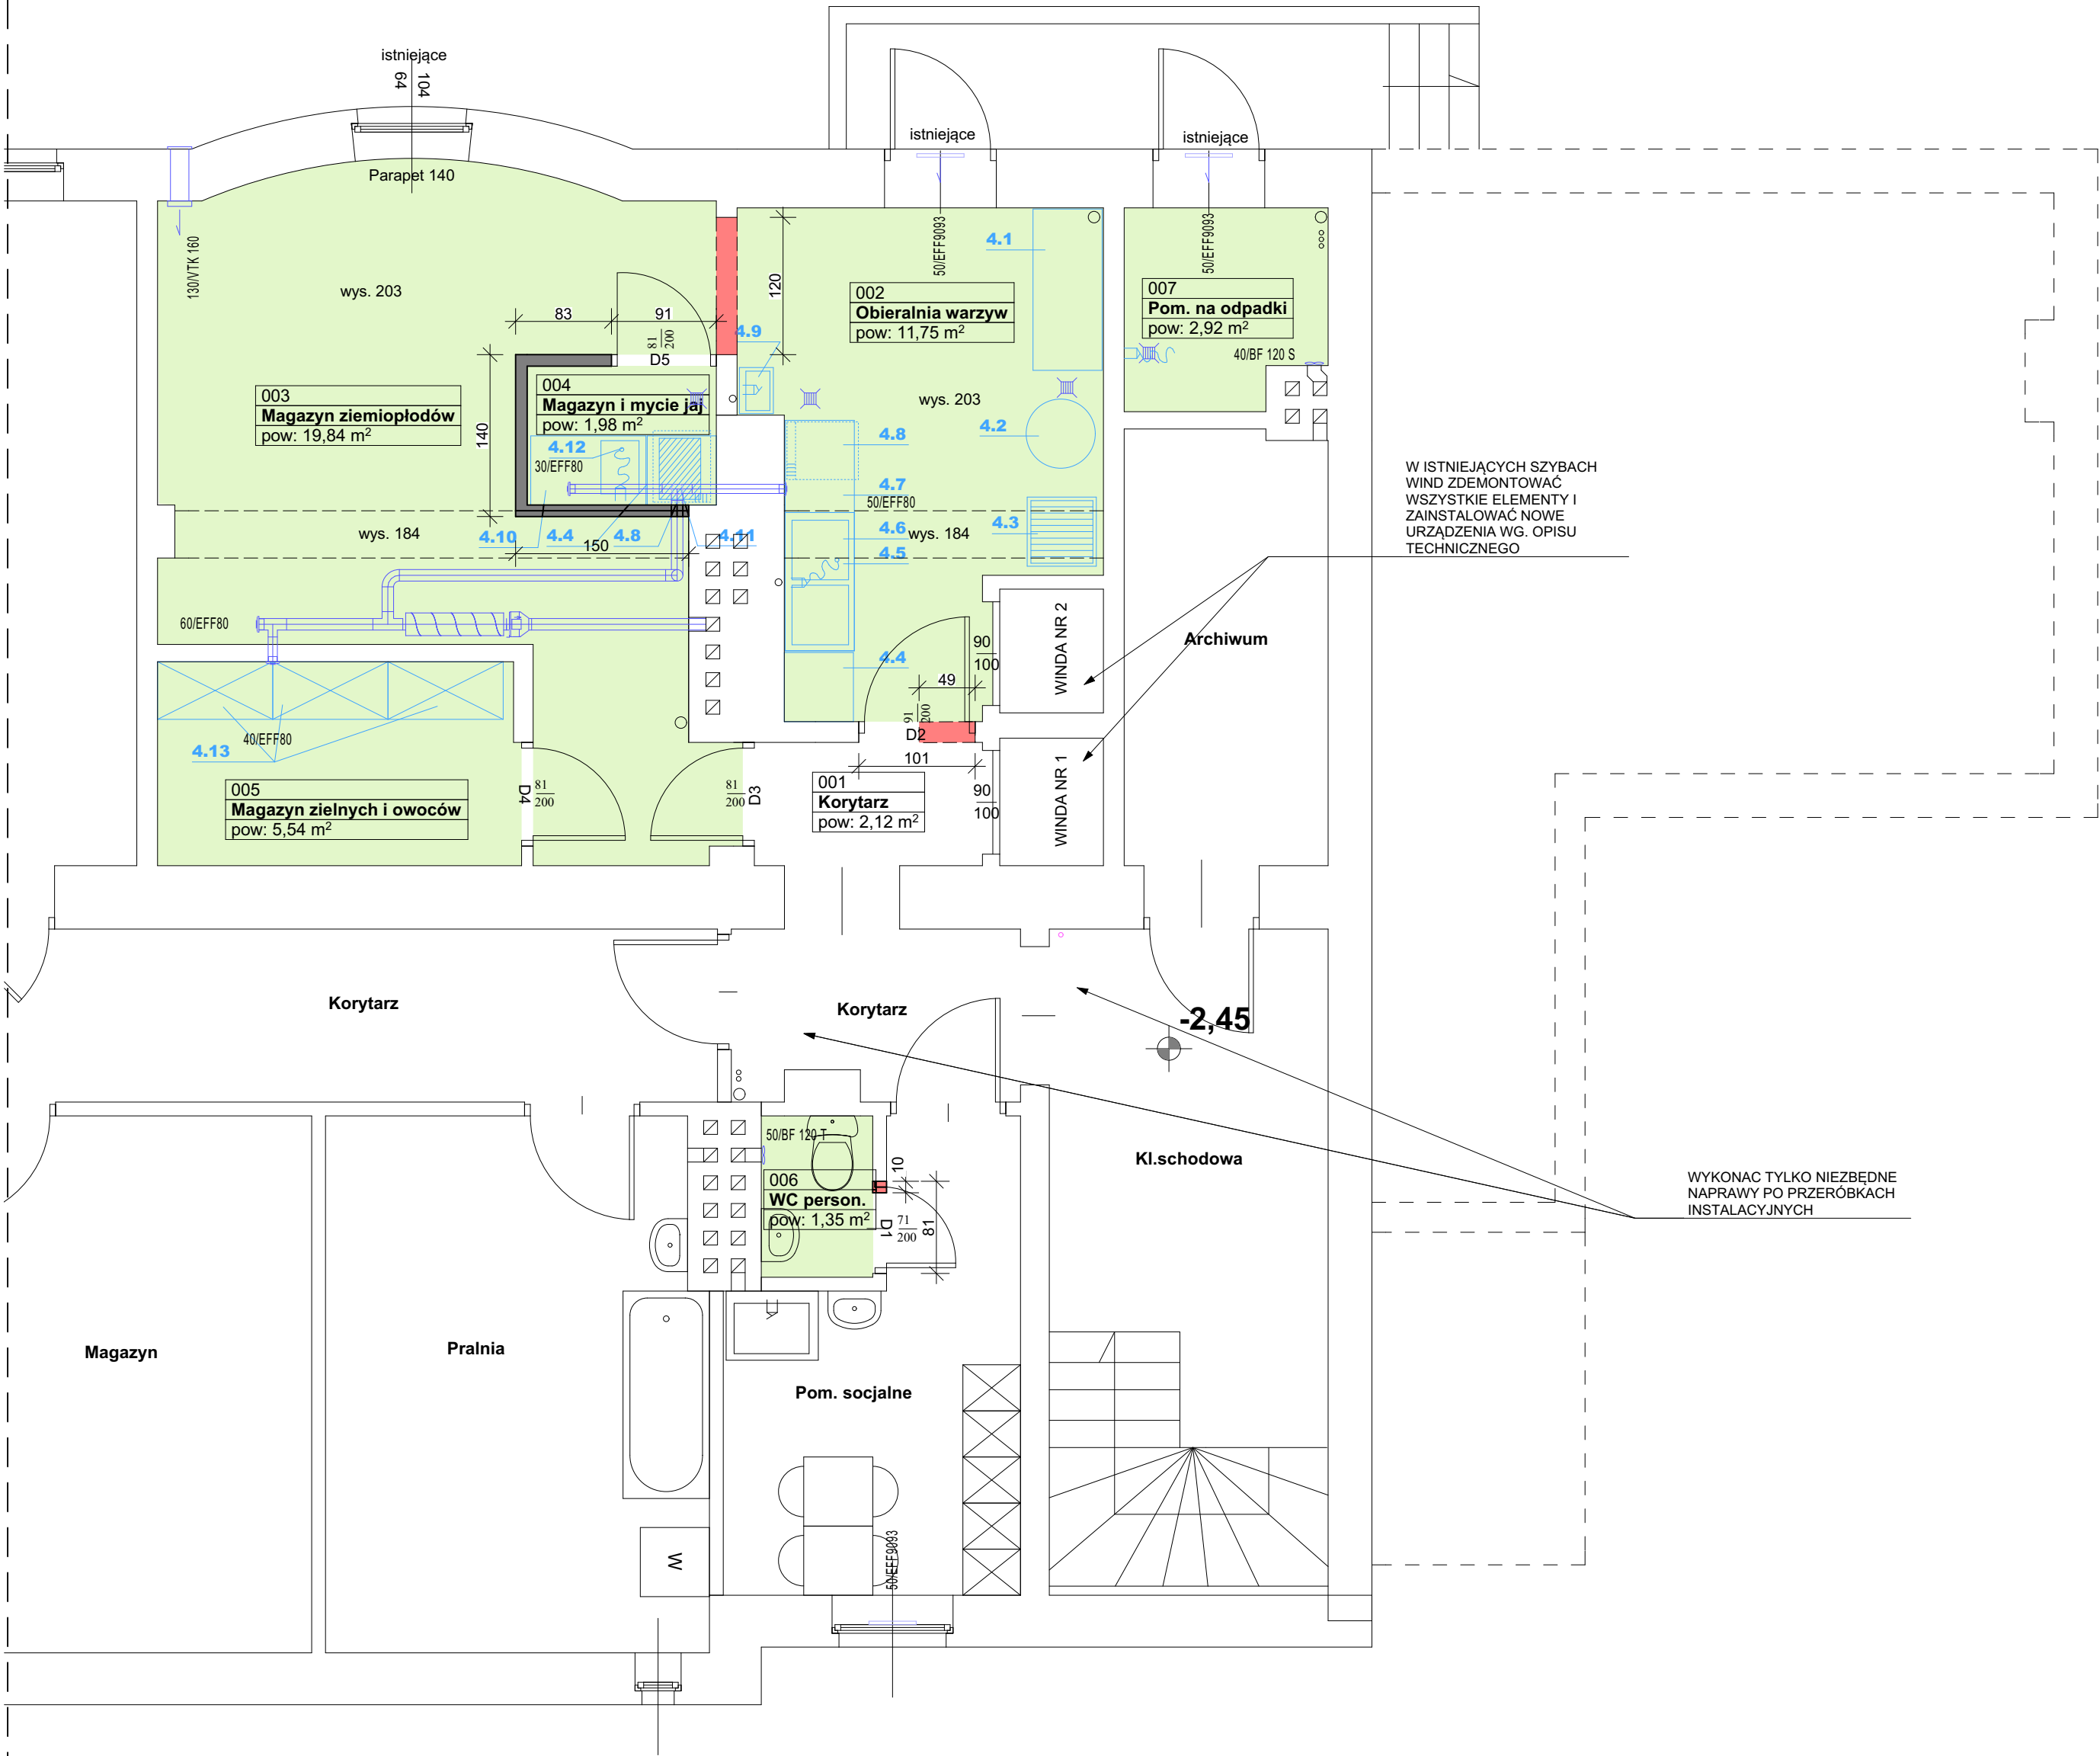 istniejące
64
104
istniejące
istniejące
Parapet 140
130/VTK 160
wys. 203
83
91
120
81
200
D5
4.9
50/EFF9093
4.1
50/EFF9093
002
Obieralnia warzyw
pow: 11,75 m²
007
Pom. na odpadki
pow: 2,92 m²
40/BF 120 S
003
Magazyn ziemiopłodów
pow: 19,84 m²
004
Magazyn i mycie jaj
pow: 1,98 m²
140
wys. 203
4.8
4.2
4.12
30/EFF80
4.7
50/EFF80
wys. 184
4.10
4.4
4.8
4.11
150
4.6
wys. 184
4.5
4.3
W ISTNIEJĄCYCH SZYBACH
WIND ZDEMONTOWAĆ
WSZYSTKIE ELEMENTY I
ZAINSTALOWAĆ NOWE
URZĄDZENIA WG. OPISU
TECHNICZNEGO
60/EFF80
4.4
90
100
WINDA NR 2
Archiwum
49
91
200
D2
101
40/EFF80
4.13
005
Magazyn zielnych i owoców
pow: 5,54 m²
D4
81
200
81
200
D3
001
Korytarz
pow: 2,12 m²
90
100
WINDA NR 1
Korytarz
Korytarz
-2,45
50/BF 120 T
10
006
WC person.
pow: 1,35 m²
D1
71
200
81
Kl.schodowa
WYKONAC TYLKO NIEZBĘDNE
NAPRAWY PO PRZERÓBKACH
INSTALACYJNYCH
Magazyn
Pralnia
Pom. socjalne
W
50/EFF9093